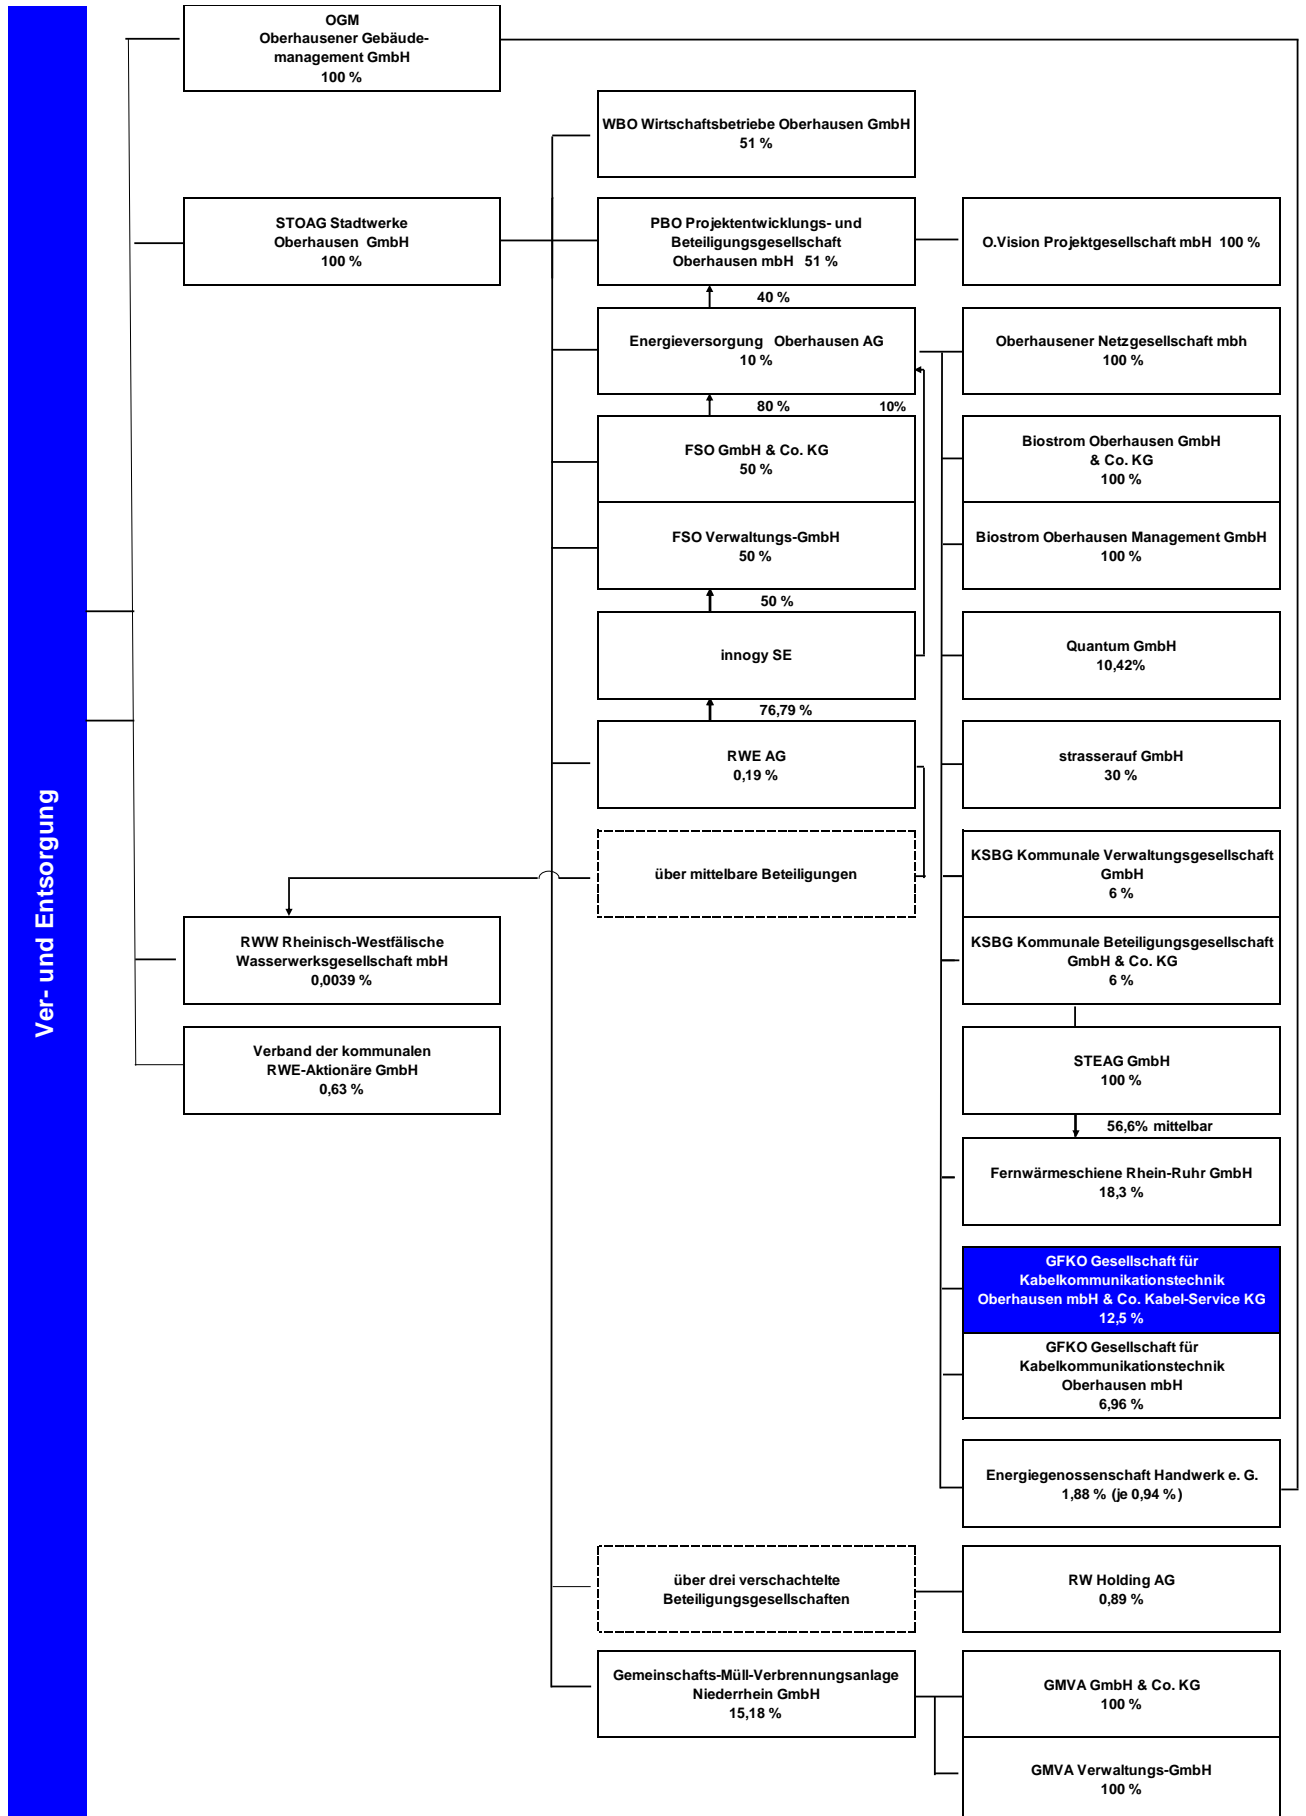 Ver- und Entsorgung
OGM
Oberhausener Gebäude-
management GmbH
100 %
WBO Wirtschaftsbetriebe Oberhausen GmbH
51 %
STOAG Stadtwerke
Oberhausen GmbH
100 %
PBO Projektentwicklungs- und
Beteiligungsgesellschaft
Oberhausen mbH 51 %
O.Vision Projektgesellschaft mbH 100 %
40 %
Energieversorgung Oberhausen AG
10 %
Oberhausener Netzgesellschaft mbh
100 %
80 %
10%
FSO GmbH & Co. KG
50 %
Biostrom Oberhausen GmbH
& Co. KG
100 %
FSO Verwaltungs-GmbH
50 %
Biostrom Oberhausen Management GmbH
100 %
50 %
innogy SE
Quantum GmbH
10,42%
76,79 %
RWE AG
0,19 %
strasserauf GmbH
30 %
über mittelbare Beteiligungen
KSBG Kommunale Verwaltungsgesellschaft
GmbH
6 %
RWW Rheinisch-Westfälische
Wasserwerksgesellschaft mbH
0,0039 %
KSBG Kommunale Beteiligungsgesellschaft
GmbH & Co. KG
6 %
Verband der kommunalen
RWE-Aktionäre GmbH
0,63 %
STEAG GmbH
100 %
56,6% mittelbar
Fernwärmeschiene Rhein-Ruhr GmbH
18,3 %
GFKO Gesellschaft für
Kabelkommunikationstechnik
Oberhausen mbH & Co. Kabel-Service KG
12,5 %
GFKO Gesellschaft für
Kabelkommunikationstechnik
Oberhausen mbH
6,96 %
Energiegenossenschaft Handwerk e. G.
1,88 % (je 0,94 %)
über drei verschachtelte
Beteiligungsgesellschaften
RW Holding AG
0,89 %
Gemeinschafts-Müll-Verbrennungsanlage
Niederrhein GmbH
15,18 %
GMVA GmbH & Co. KG
100 %
GMVA Verwaltungs-GmbH
100 %